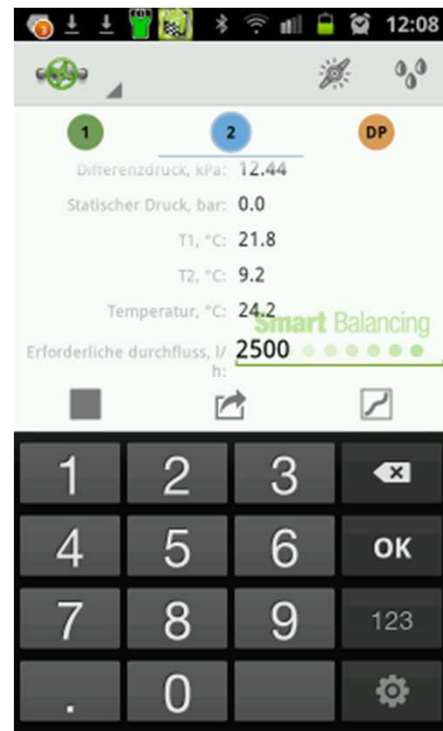 12:08
1 2 DP
Differenzdruck, kPa: 12.44
Statischer Druck, bar: 0.0
T1, °C: 21.8
T2, °C: 9.2
Temperatur, °C: 24.2
Smart Balancing
Erforderliche durchfluss, l/
h: 2500
1 2 3
4 5 6 OK
7 8 9 123
. 0